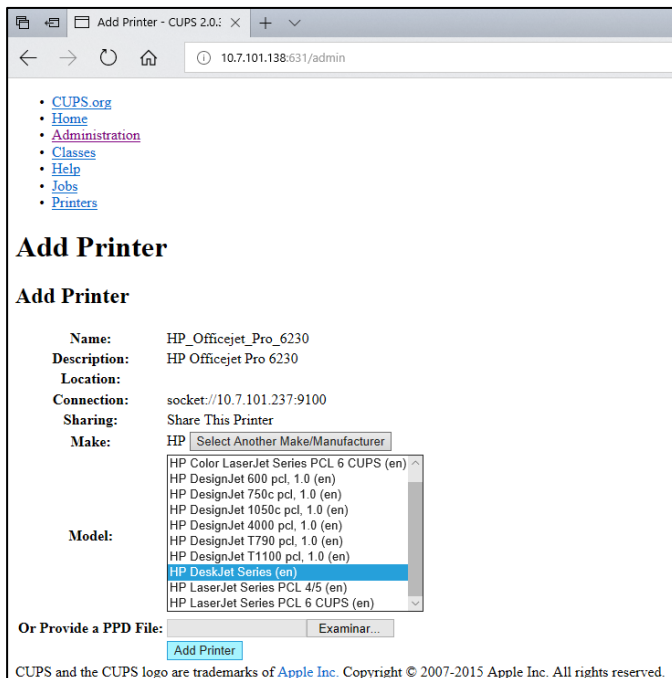 Add Printer - CUPS 2.0.:
10.7.101.138:631/admin
• CUPS.org
• Home
• Administration
• Classes
• Help
• Jobs
• Printers
Add Printer
Add Printer
Name: HP_Officejet_Pro_6230
Description: HP Officejet Pro 6230
Location:
Connection: socket://10.7.101.237:9100
Sharing: Share This Printer
Make: HP Select Another Make/Manufacturer
HP Color LaserJet Series PCL 6 CUPS (en)
HP DesignJet 600 pcl, 1.0 (en)
HP DesignJet 750c pcl, 1.0 (en)
HP DesignJet 1050c pcl, 1.0 (en)
HP DesignJet 4000 pcl, 1.0 (en)
Model: HP DesignJet T790 pcl, 1.0 (en)
HP DesignJet T1100 pcl, 1.0 (en)
HP DeskJet Series (en)
HP LaserJet Series PCL 4/5 (en)
HP LaserJet Series PCL 6 CUPS (en)
Or Provide a PPD File: Examinar...
Add Printer
CUPS and the CUPS logo are trademarks of Apple Inc. Copyright © 2007-2015 Apple Inc. All rights reserved.